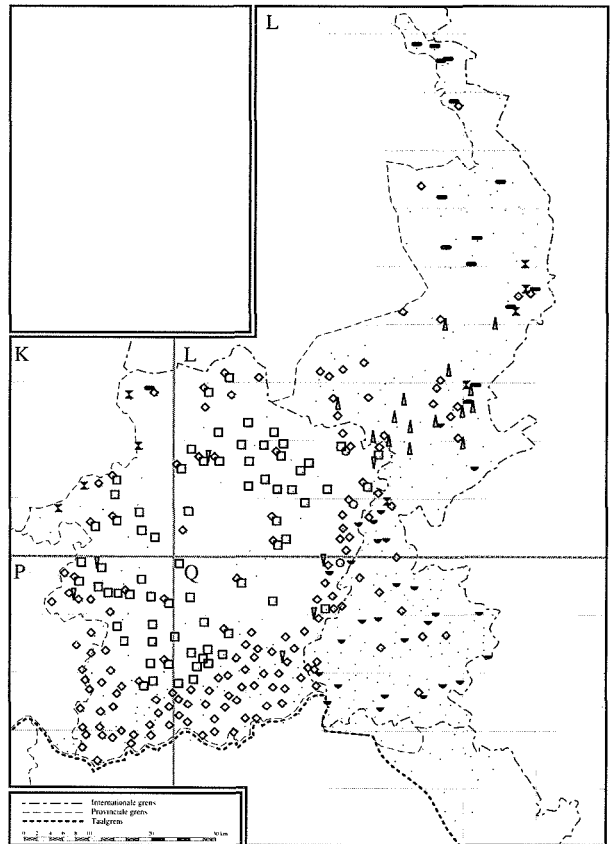 L
K L
P Q
Internationale grens
Provinciale grens
Taalgrens
0 2 4 6 8 10 20 30 km